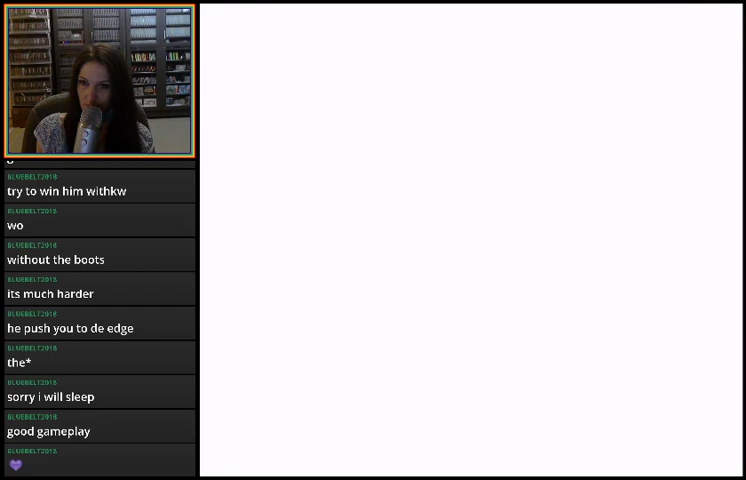 BLUEBELT2018
try to win him withkw
BLUEBELT2018
wo
BLUEBELT2018
without the boots
BLUEBELT2018
its much harder
BLUEBELT2018
he push you to de edge
BLUEBELT2018
the*
BLUEBELT2018
sorry i will sleep
BLUEBELT2018
good gameplay
BLUEBELT2018
💜